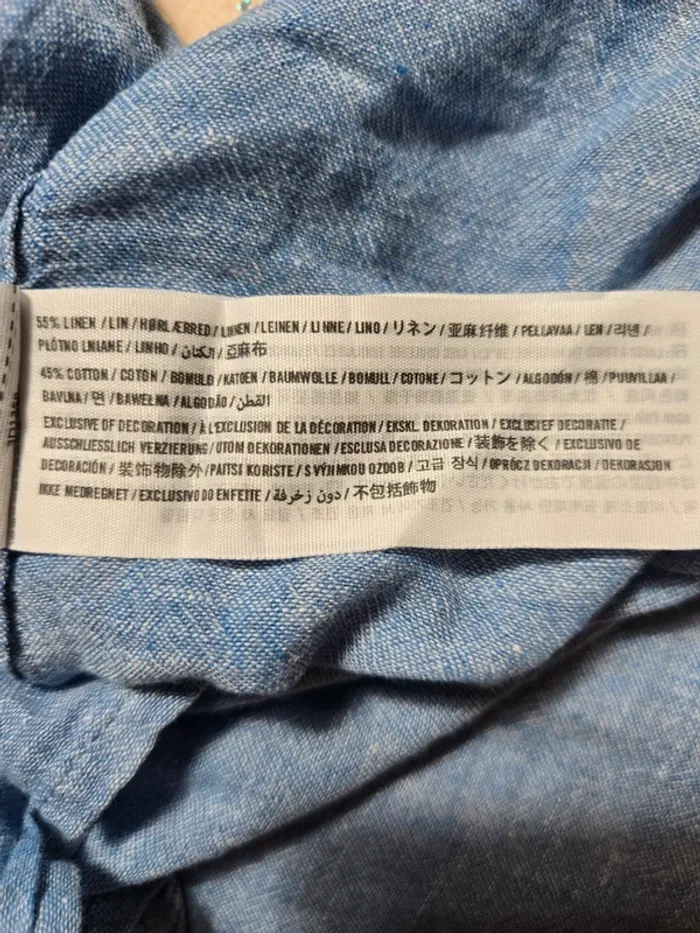 55% LINEN / LIN / HØRLÆRRED / LINNEN / LEINEN / LINNE / LINO / リネン / 亚麻纤维 / PELLAVAA / LEN / 리넨 /
PŁÓTNO LNIANE / LINHO / الكتان / 亞麻布
45% COTTON / COTON / BOMULD / KATOEN / BAUMWOLLE / BOMULL / COTONE / コットン / ALGODÓN / 棉 / PUUVILLAA /
BAVLNA / 면 / BAWEŁNA / ALGODÃO / القطن
EXCLUSIVE OF DECORATION / À L'EXCLUSION DE LA DÉCORATION / EKSKL. DEKORATION / EXCLUSIEF DECORATIE /
AUSSCHLIESSLICH VERZIERUNG / UTOM DEKORATIONEN / ESCLUSA DECORAZIONE / 装飾を除く / EXCLUSIVO DE
DECORACIÓN / 装饰物除外 / PAITSI KORISTE / S VÝJIMKOU OZDOB / 고급 장식 / OPRÓCZ DEKORACJI / DEKORASJON
IKKE MEDREGNET / EXCLUSIVO DO ENFEITE / دون زخرفة / 不包括飾物